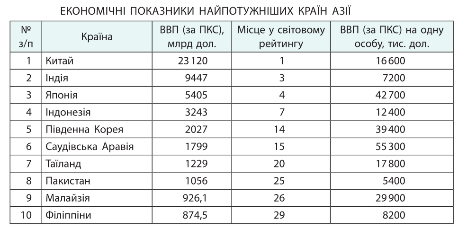 ЕКОНОМІЧНІ ПОКАЗНИКИ НАЙПОТУЖНІШИХ КРАЇН АЗІЇ
№ з/п Країна ВВП (за ПКС), млрд дол. Місце у світовому рейтингу ВВП (за ПКС) на одну особу, тис. дол.
1 Китай 23 120 1 16 600
2 Індія 9447 3 7200
3 Японія 5405 4 42 700
4 Індонезія 3243 7 12 400
5 Південна Корея 2027 14 39 400
6 Саудівська Аравія 1799 15 55 300
7 Таїланд 1229 20 17 800
8 Пакистан 1056 25 5400
9 Малайзія 926,1 26 29 900
10 Філіппіни 874,5 29 8200